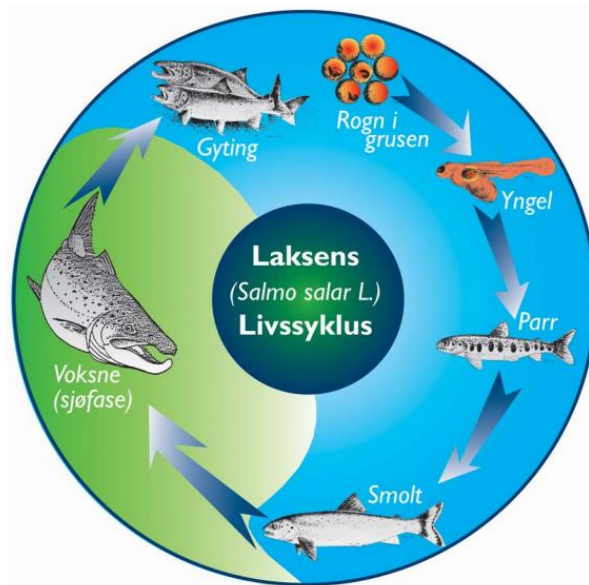 Laksens
(Salmo salar L.)
Livssyklus
Gyting
Rogn i
grusen
Yngel
Parr
Smolt
Voksne
(sjøfase)